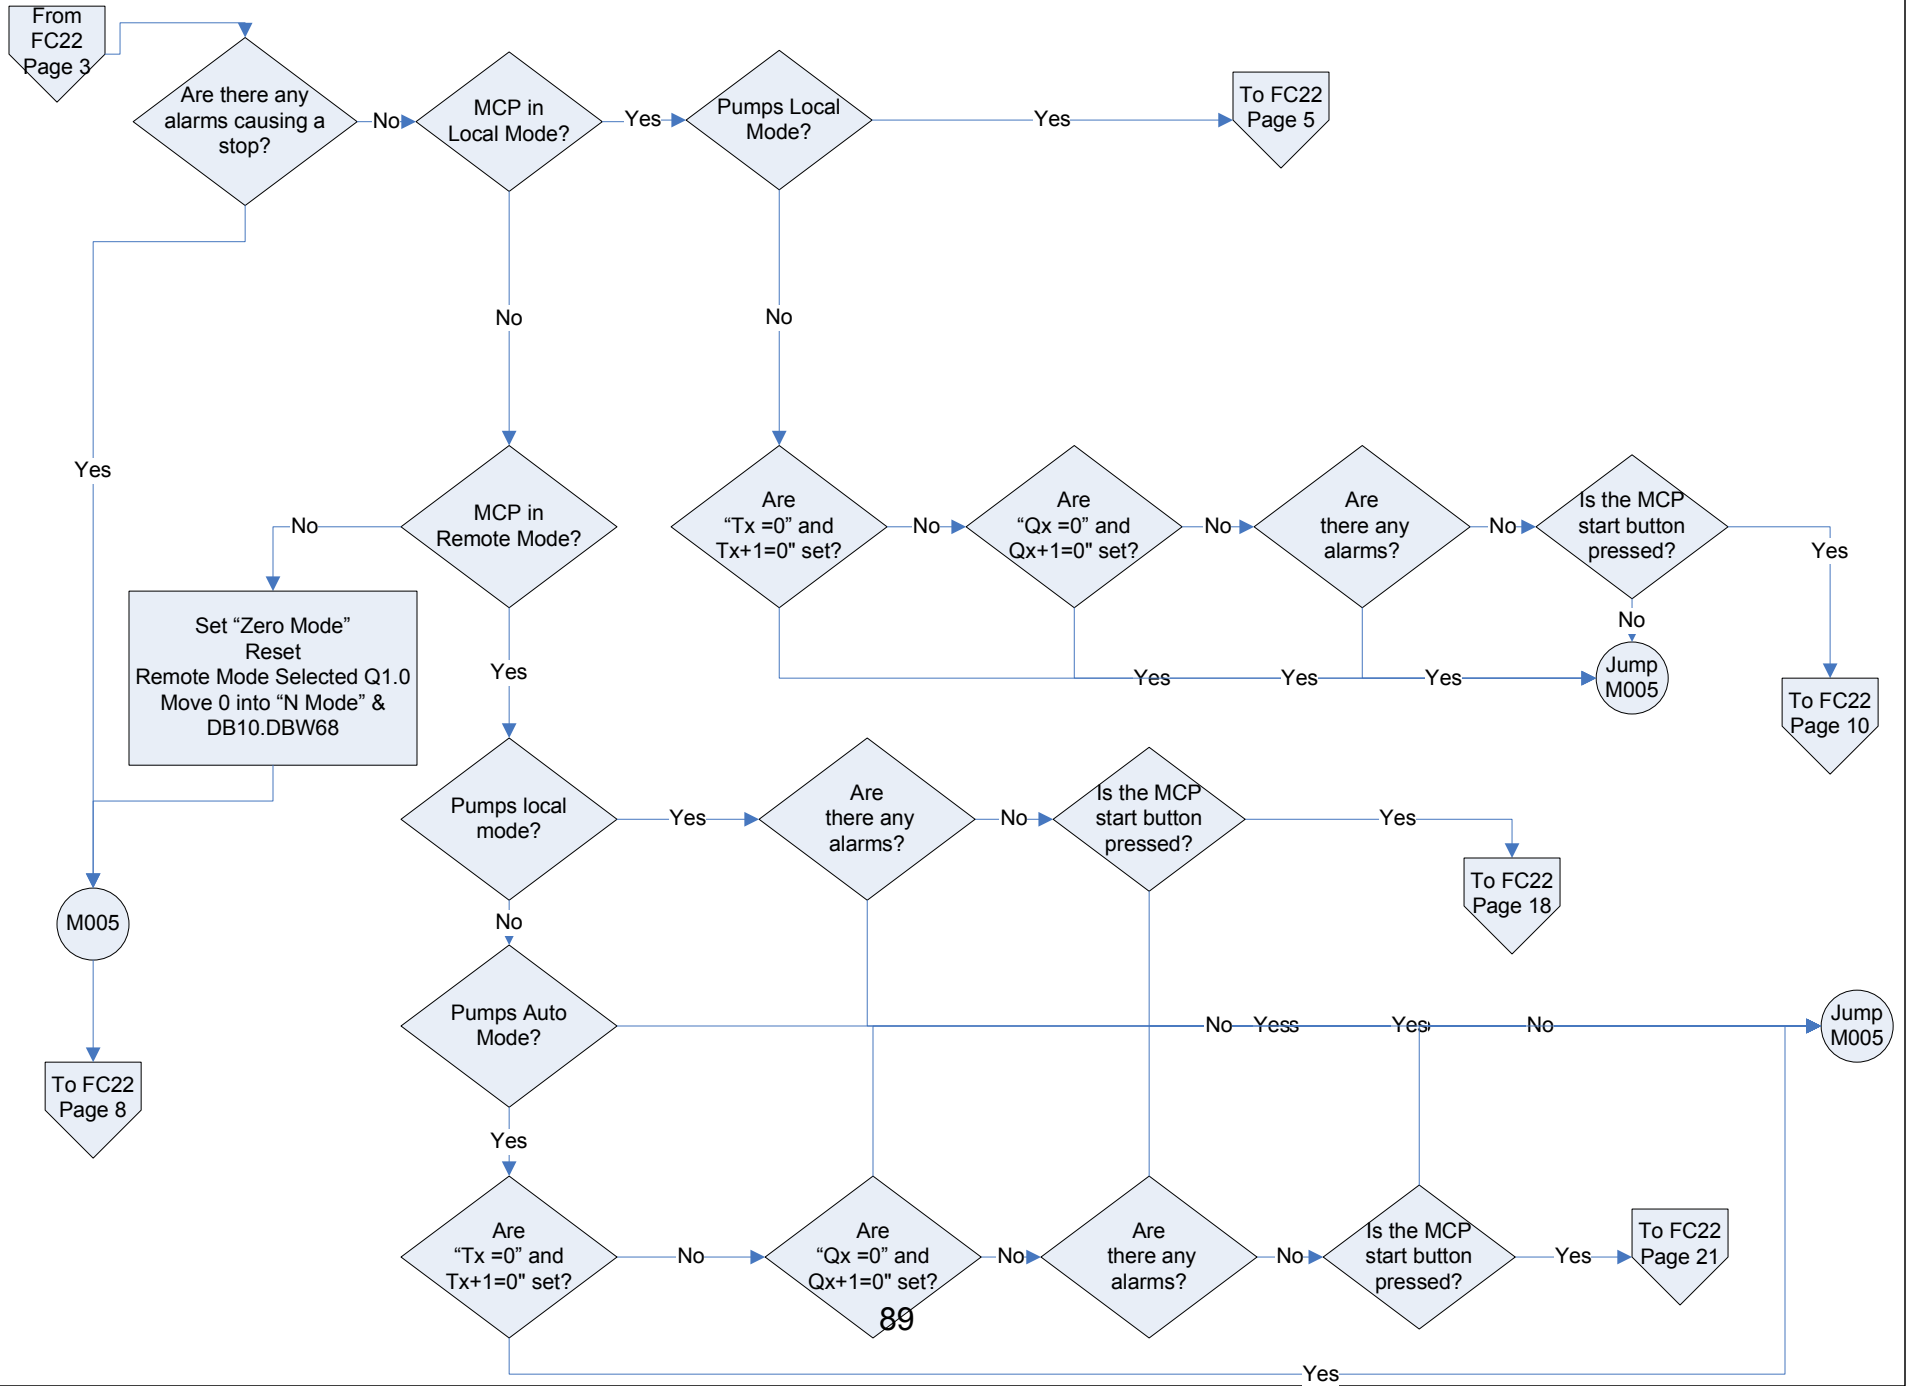 From
FC22
Page 3
Are there any
alarms causing a
stop?
No
MCP in
Local Mode?
Yes
Pumps Local
Mode?
Yes
To FC22
Page 5
No
No
Yes
MCP in
Remote Mode?
No
Are
“Tx =0” and
Tx+1=0" set?
No
Are
“Qx =0” and
Qx+1=0" set?
No
Are
there any
alarms?
No
Is the MCP
start button
pressed?
Yes
No
Set “Zero Mode”
Reset
Remote Mode Selected Q1.0
Move 0 into “N Mode” &
DB10.DBW68
Yes
Yes
Yes
Yes
Jump
M005
To FC22
Page 10
Pumps local
mode?
Yes
Are
there any
alarms?
No
Is the MCP
start button
pressed?
Yes
To FC22
Page 18
M005
No
Pumps Auto
Mode?
No
Yes
Yes
No
Jump
M005
To FC22
Page 8
Yes
Are
“Tx =0” and
Tx+1=0" set?
No
Are
“Qx =0” and
Qx+1=0" set?
No
Are
there any
alarms?
No
Is the MCP
start button
pressed?
Yes
To FC22
Page 21
89
Yes